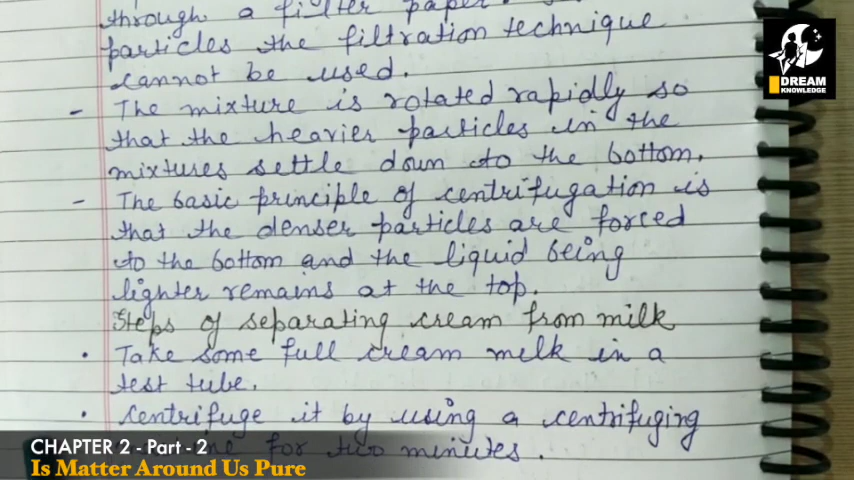 through a filter paper.
particles the filtration technique
cannot be used.
- The mixture is rotated rapidly so
that the heavier particles in the
mixtures settle down to the bottom.
- The basic principle of centrifugation is
that the denser particles are forced
to the bottom and the liquid being
lighter remains at the top.
Steps of separating cream from milk
• Take some full cream milk in a
test tube.
• Centrifuge it by using a centrifuging
for two minutes.
DREAM
KNOWLEDGE
CHAPTER 2 - Part - 2
Is Matter Around Us Pure